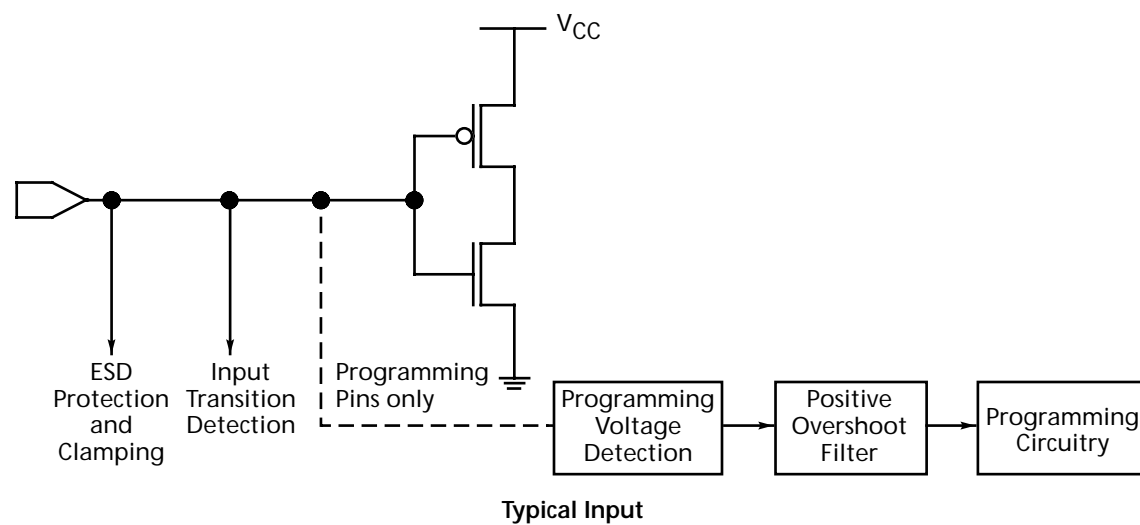 VCC
ESD
Protection
and
Clamping
Input
Transition
Detection
Programming
Pins only
Programming
Voltage
Detection
Positive
Overshoot
Filter
Programming
Circuitry
Typical Input